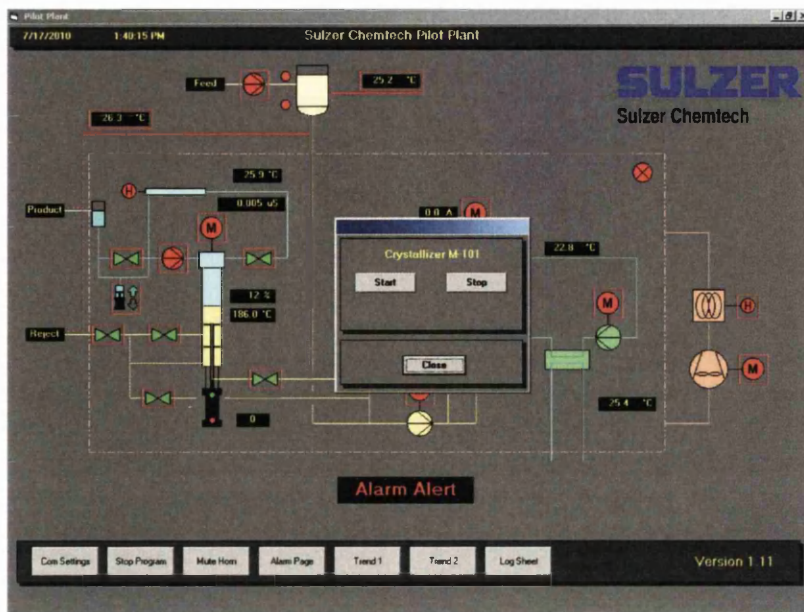 Pilot Plant
7/17/2010 1:40:15 PM Sulzer Chemtech Pilot Plant
SULZER
Sulzer Chemtech
Feed
25.2 °C
26.3 °C
25.9 °C
H
Product
0.005 uS
M
0.0 A M
Crystallizer M-101
Start Stop
Close
22.8 °C
M
H
12 %
186.0 °C
Reject
M
25.4 °C
0
Alarm Alert
Com Settings Stop Program Mute Horn Alarm Page Trend 1 Trend 2 Log Sheet Version 1.11